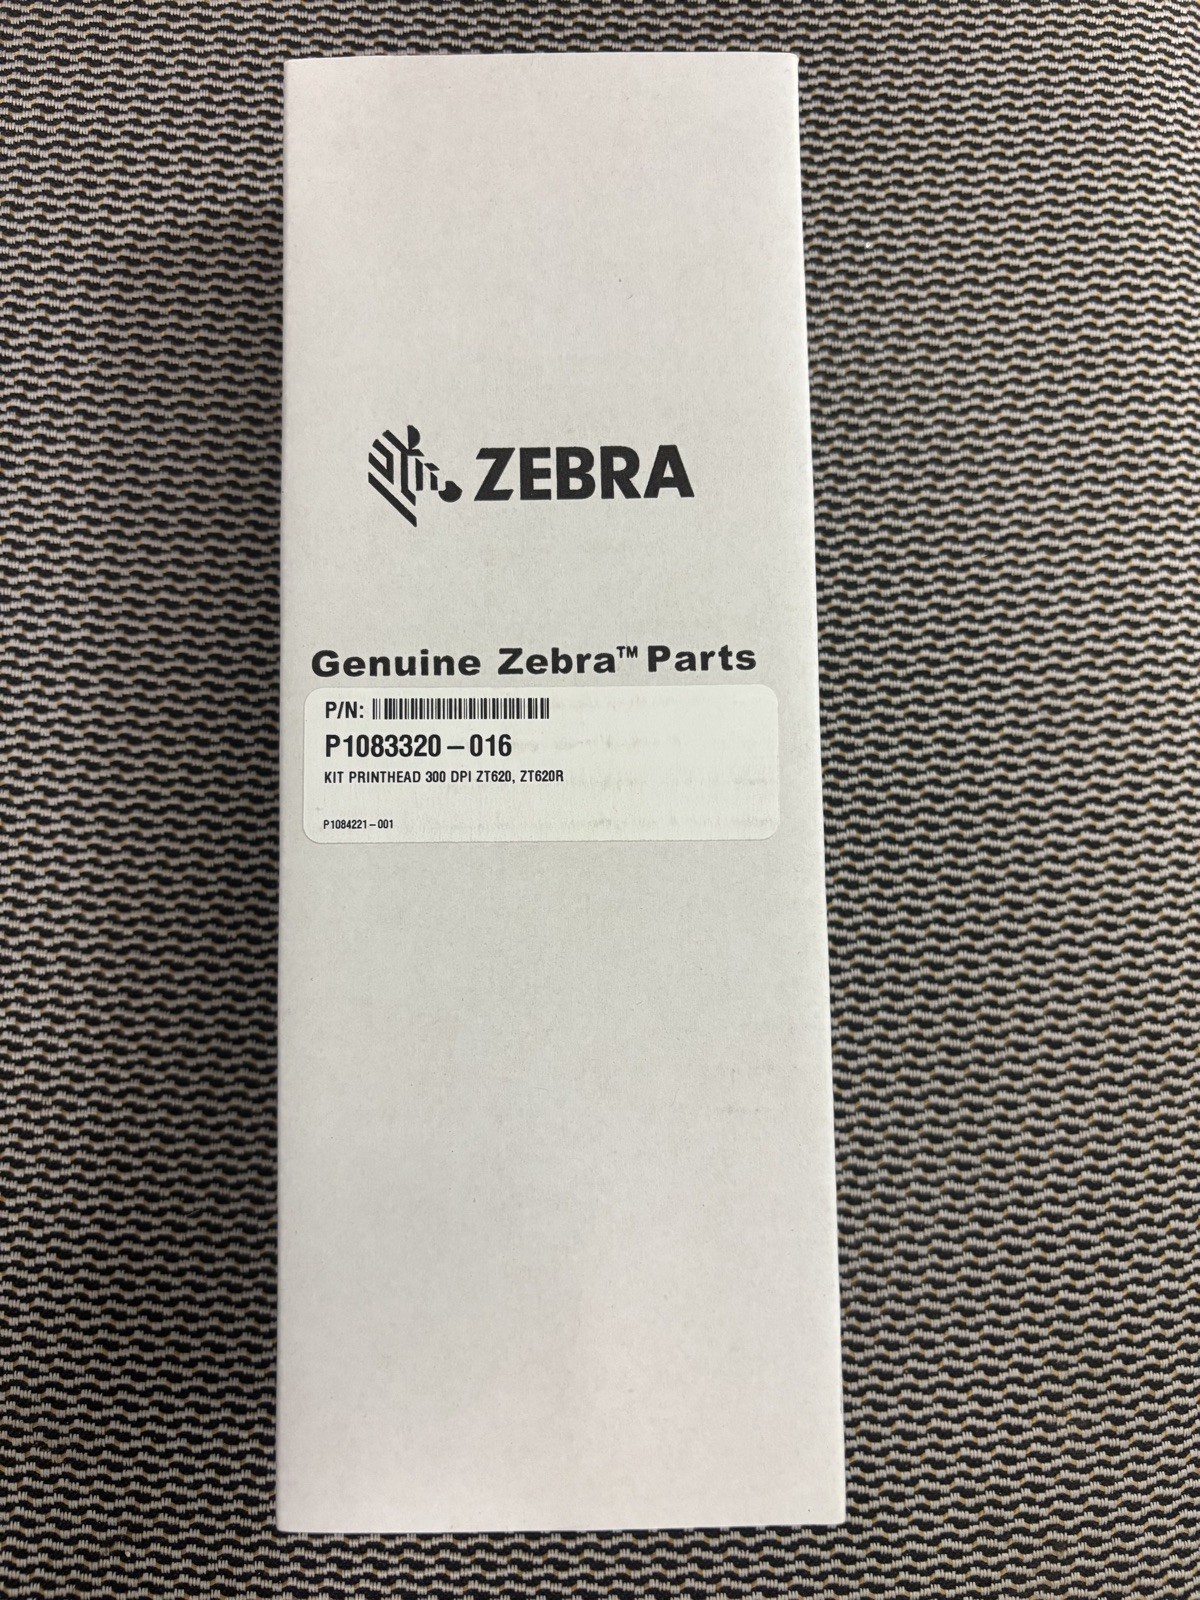 ZEBRA
Genuine Zebra™ Parts
P/N:
P1083320-016
KIT PRINTHEAD 300 DPI ZT620, ZT620R
P1084221-001